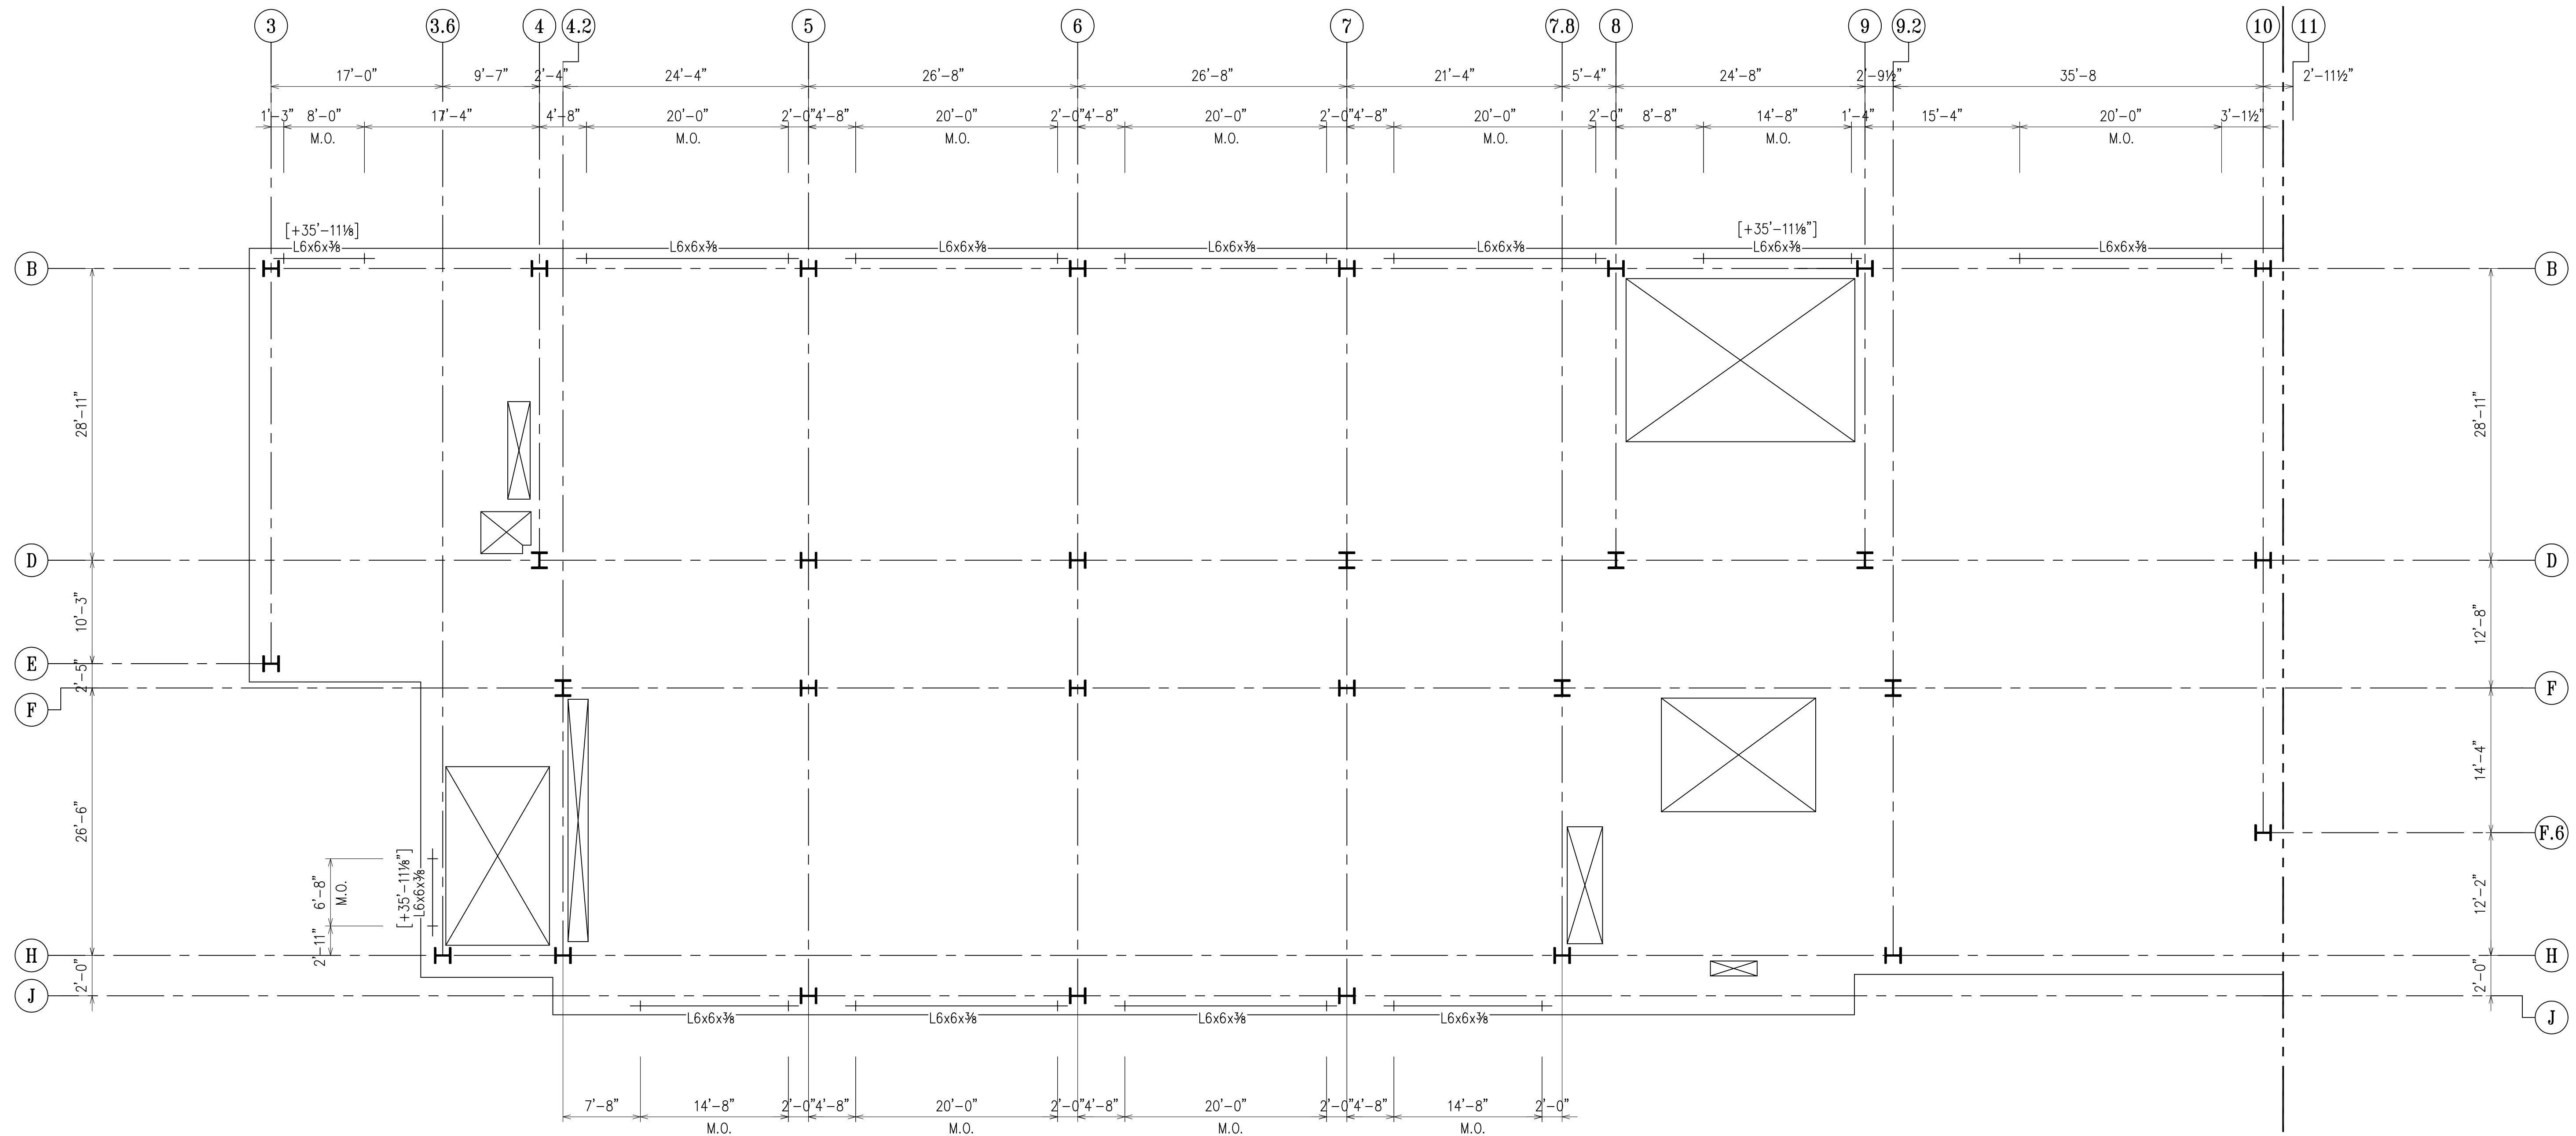 3 3.6 4 4.2 5 6 7 7.8 8 9 9.2 10 11
17'-0" 9'-7" 2'-4" 24'-4" 26'-8" 26'-8" 21'-4" 5'-4" 24'-8" 2'-9½" 35'-8 2'-11½"
1'-3" 8'-0" 17'-4" 4'-8" 20'-0" 2'-0" 4'-8" 20'-0" 2'-0" 4'-8" 20'-0" 2'-0" 4'-8" 20'-0" 2'-0" 8'-8" 14'-8" 1'-4" 15'-4" 20'-0" 3'-1½"
M.O. M.O. M.O. M.O. M.O. M.O. M.O.
[+35'-11⅛] [+35'-11⅛"]
L6x6x⅜ L6x6x⅜ L6x6x⅜ L6x6x⅜ L6x6x⅜ L6x6x⅜ L6x6x⅜
B B
28'-11" 28'-11"
D D
10'-3" 12'-8"
E
2'-5"
F F
14'-4"
26'-6"
F.6
[+35'-11⅛"]
L6x6x⅜
6'-8"
M.O.
12'-2"
2'-11"
H H
2'-0" 2'-0"
J J
L6x6x⅜ L6x6x⅜ L6x6x⅜ L6x6x⅜
7'-8" 14'-8" 2'-0" 4'-8" 20'-0" 2'-0" 4'-8" 20'-0" 2'-0" 4'-8" 14'-8" 2'-0"
M.O. M.O. M.O. M.O.